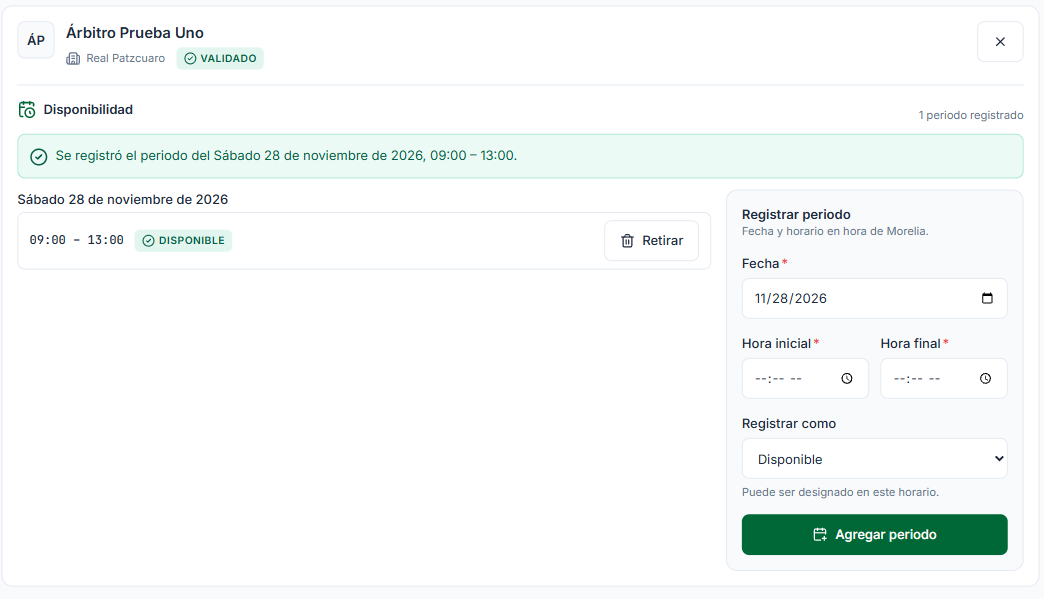 ÁP
Árbitro Prueba Uno
Real Patzcuaro
VALIDADO
Disponibilidad
1 periodo registrado
Se registró el periodo del Sábado 28 de noviembre de 2026, 09:00 – 13:00.
Sábado 28 de noviembre de 2026
09:00 – 13:00
DISPONIBLE
Retirar
Registrar periodo
Fecha y horario en hora de Morelia.
Fecha*
11/28/2026
Hora inicial* Hora final*
--:-- -- --:-- --
Registrar como
Disponible
Puede ser designado en este horario.
Agregar periodo